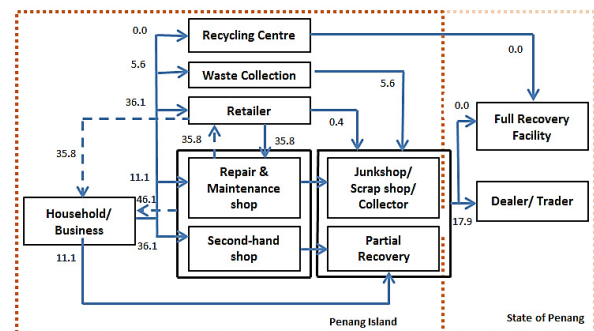 0.0
Recycling Centre
0.0
5.6
Waste Collection
5.6
36.1
Retailer
0.4
0.0
Full Recovery
Facility
35.8
35.8
35.8
11.1
Repair &
Maintenance
shop
Junkshop/
Scrap shop/
Collector
46.1
Dealer/ Trader
17.9
Household/
Business
36.1
Second-hand
shop
Partial
Recovery
11.1
Penang Island
State of Penang